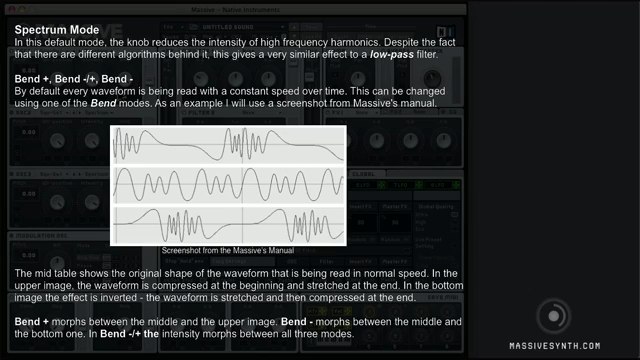 Massive - Native Instruments
Spectrum Mode
In this default mode, the knob reduces the intensity of high frequency harmonics. Despite the fact
that there are different algorithms behind it, this gives a very similar effect to a low-pass filter.
Bend +, Bend -/+, Bend -
By default every waveform is being read with a constant speed over time. This can be changed
using one of the Bend modes. As an example I will use a screenshot from Massive's manual.
Screenshot from the Massive's Manual
The mid table shows the original shape of the waveform that is being read in normal speed. In the
upper image, the waveform is compressed at the beginning and stretched at the end. In the bottom
image the effect is inverted - the waveform is stretched and then compressed at the end.
Bend + morphs between the middle and the upper image. Bend - morphs between the middle and
the bottom one. In Bend -/+ the intensity morphs between all three modes.
MASSIVESYNTH.COM